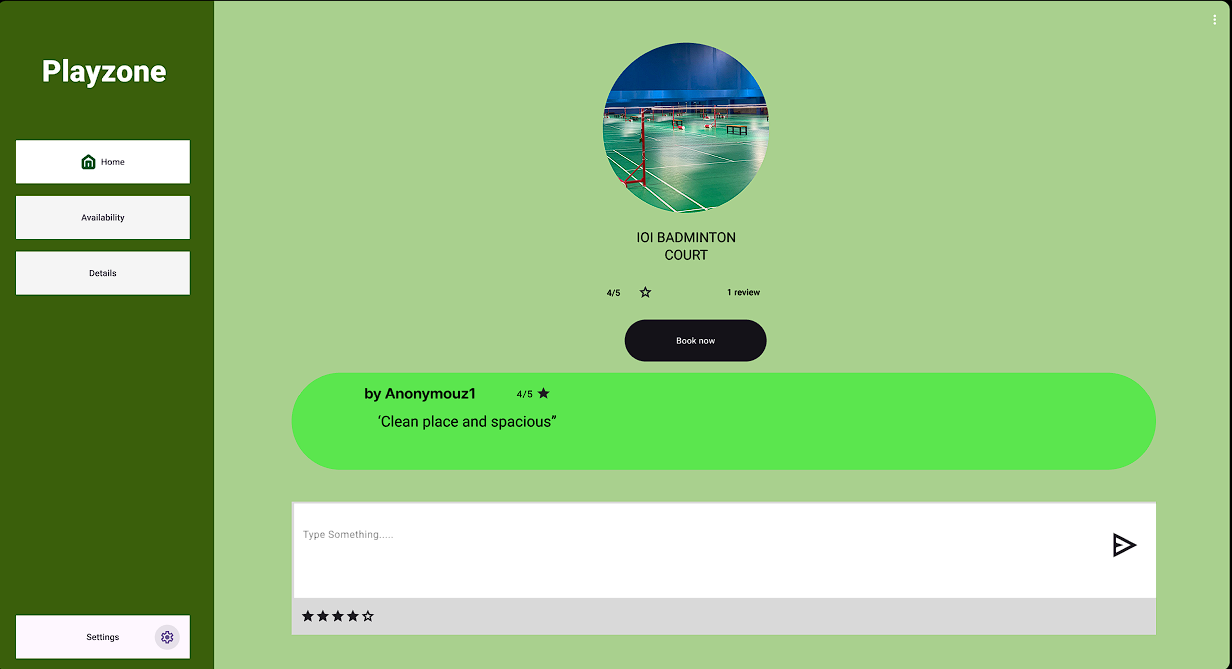 Playzone
Home
Availability
Details
Settings
IOI BADMINTON
COURT
4/5
1 review
Book now
by Anonymouz1
4/5
‘Clean place and spacious”
Type Something.....